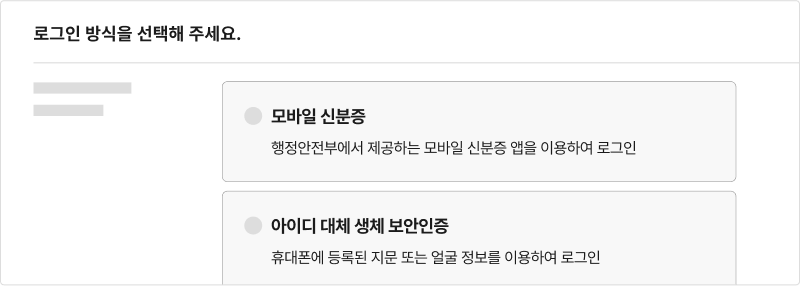 로그인 방식을 선택해 주세요.
모바일 신분증
행정안전부에서 제공하는 모바일 신분증 앱을 이용하여 로그인
아이디 대체 생체 보안인증
휴대폰에 등록된 지문 또는 얼굴 정보를 이용하여 로그인